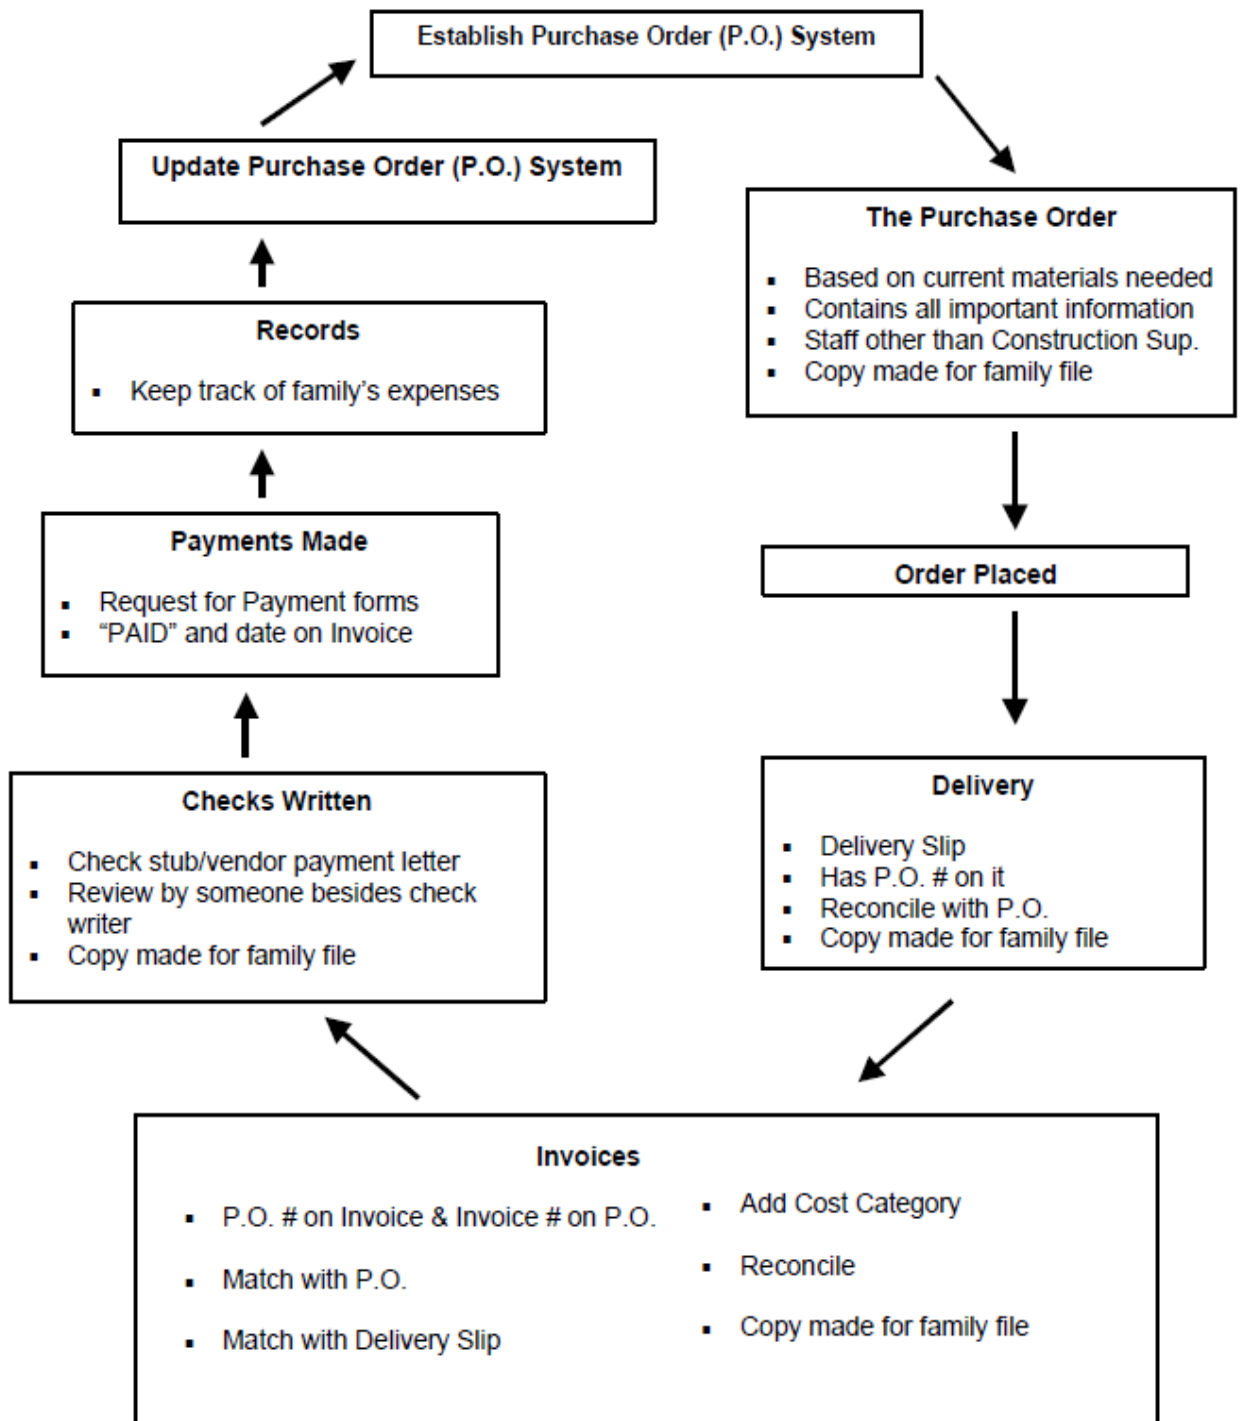 Establish Purchase Order (P.O.) System
Update Purchase Order (P.O.) System
The Purchase Order
▪ Based on current materials needed
▪ Contains all important information
▪ Staff other than Construction Sup.
▪ Copy made for family file
Records
▪ Keep track of family’s expenses
Payments Made
▪ Request for Payment forms
▪ “PAID” and date on Invoice
Order Placed
Checks Written
▪ Check stub/vendor payment letter
▪ Review by someone besides check
writer
▪ Copy made for family file
Delivery
▪ Delivery Slip
▪ Has P.O. # on it
▪ Reconcile with P.O.
▪ Copy made for family file
Invoices
▪ P.O. # on Invoice & Invoice # on P.O.
▪ Match with P.O.
▪ Match with Delivery Slip
▪ Add Cost Category
▪ Reconcile
▪ Copy made for family file